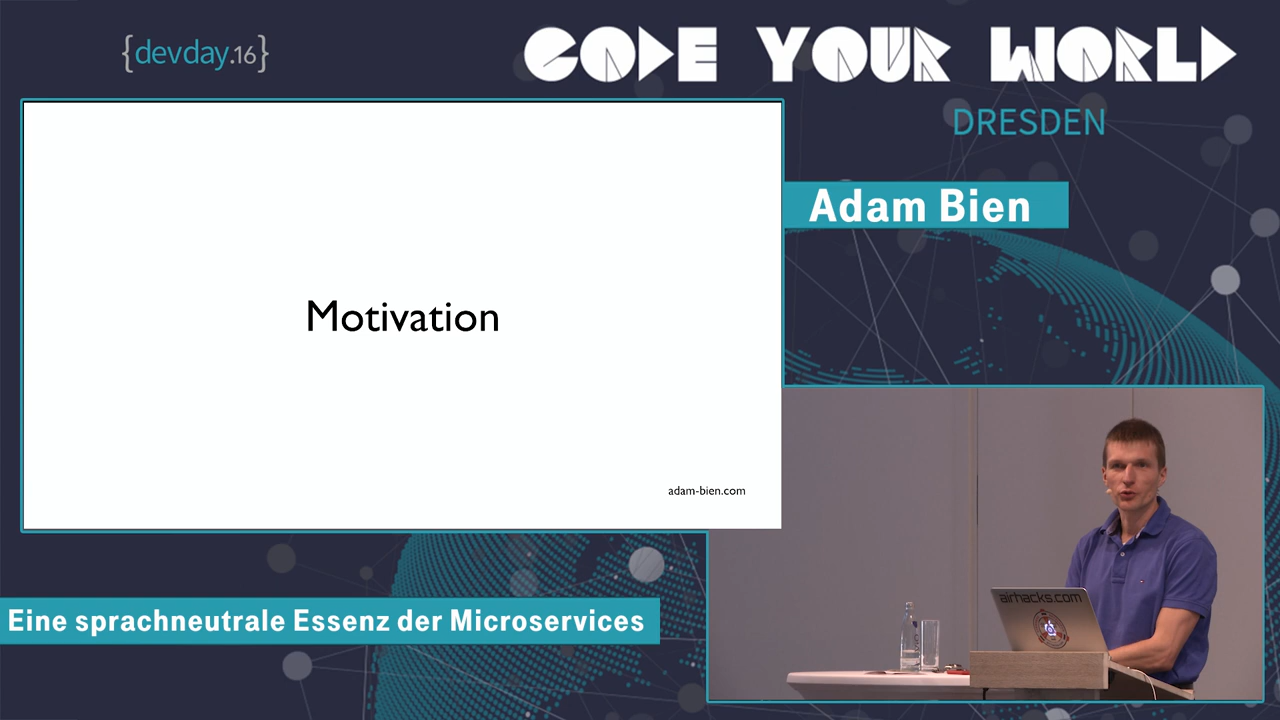 {devday.16}
CODE YOUR WORLD
DRESDEN
Adam Bien
Motivation
adam-bien.com
Eine sprachneutrale Essenz der Microservices
airhacks.com